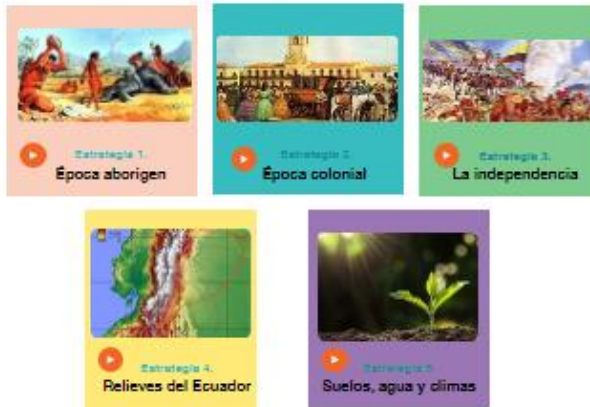 Estrategia 1.
Época aborigen
Estrategia 2.
Época colonial
Estrategia 3.
La independencia
Estrategia 4.
Relieves del Ecuador
Estrategia 5.
Suelos, agua y climas